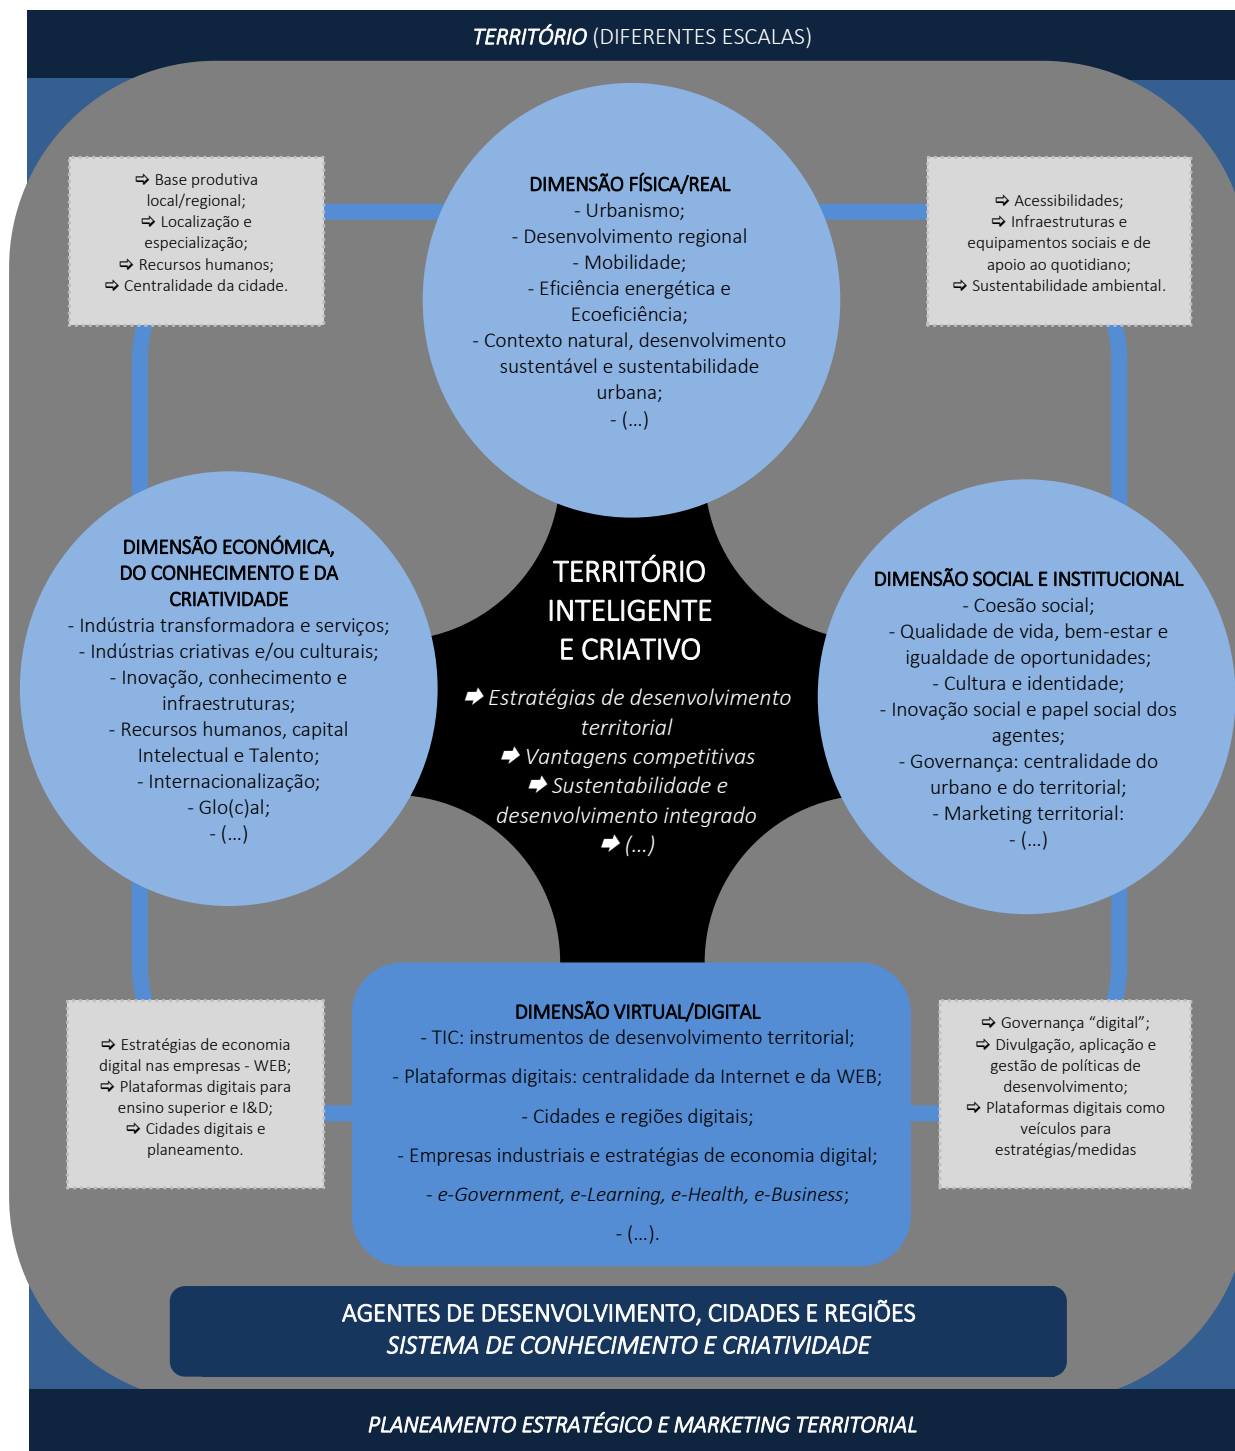 TERRITÓRIO (DIFERENTES ESCALAS)
➩ Base produtiva
local/regional;
➩ Localização e
especialização;
➩ Recursos humanos;
➩ Centralidade da cidade.
DIMENSÃO FÍSICA/REAL
- Urbanismo;
- Desenvolvimento regional
- Mobilidade;
- Eficiência energética e
Ecoeficiência;
- Contexto natural, desenvolvimento
sustentável e sustentabilidade
urbana;
- (…)
➩ Acessibilidades;
➩ Infraestruturas e
equipamentos sociais e de
apoio ao quotidiano;
➩ Sustentabilidade ambiental.
DIMENSÃO ECONÓMICA,
DO CONHECIMENTO E DA
CRIATIVIDADE
- Indústria transformadora e serviços;
- Indústrias criativas e/ou culturais;
- Inovação, conhecimento e
infraestruturas;
- Recursos humanos, capital
Intelectual e Talento;
- Internacionalização;
- Glo(c)al;
- (…)
TERRITÓRIO
INTELIGENTE
E CRIATIVO
➡ Estratégias de desenvolvimento
territorial
➡ Vantagens competitivas
➡ Sustentabilidade e
desenvolvimento integrado
➡ (…)
DIMENSÃO SOCIAL E INSTITUCIONAL
- Coesão social;
- Qualidade de vida, bem-estar e
igualdade de oportunidades;
- Cultura e identidade;
- Inovação social e papel social dos
agentes;
- Governança: centralidade do
urbano e do territorial;
- Marketing territorial:
- (…)
➩ Estratégias de economia
digital nas empresas - WEB;
➩ Plataformas digitais para
ensino superior e I&D;
➩ Cidades digitais e
planeamento.
DIMENSÃO VIRTUAL/DIGITAL
- TIC: instrumentos de desenvolvimento territorial;
- Plataformas digitais: centralidade da Internet e da WEB;
- Cidades e regiões digitais;
- Empresas industriais e estratégias de economia digital;
- e-Government, e-Learning, e-Health, e-Business;
- (…).
➩ Governança “digital”;
➩ Divulgação, aplicação e
gestão de políticas de
desenvolvimento;
➩ Plataformas digitais como
veículos para
estratégias/medidas
AGENTES DE DESENVOLVIMENTO, CIDADES E REGIÕES
SISTEMA DE CONHECIMENTO E CRIATIVIDADE
PLANEAMENTO ESTRATÉGICO E MARKETING TERRITORIAL